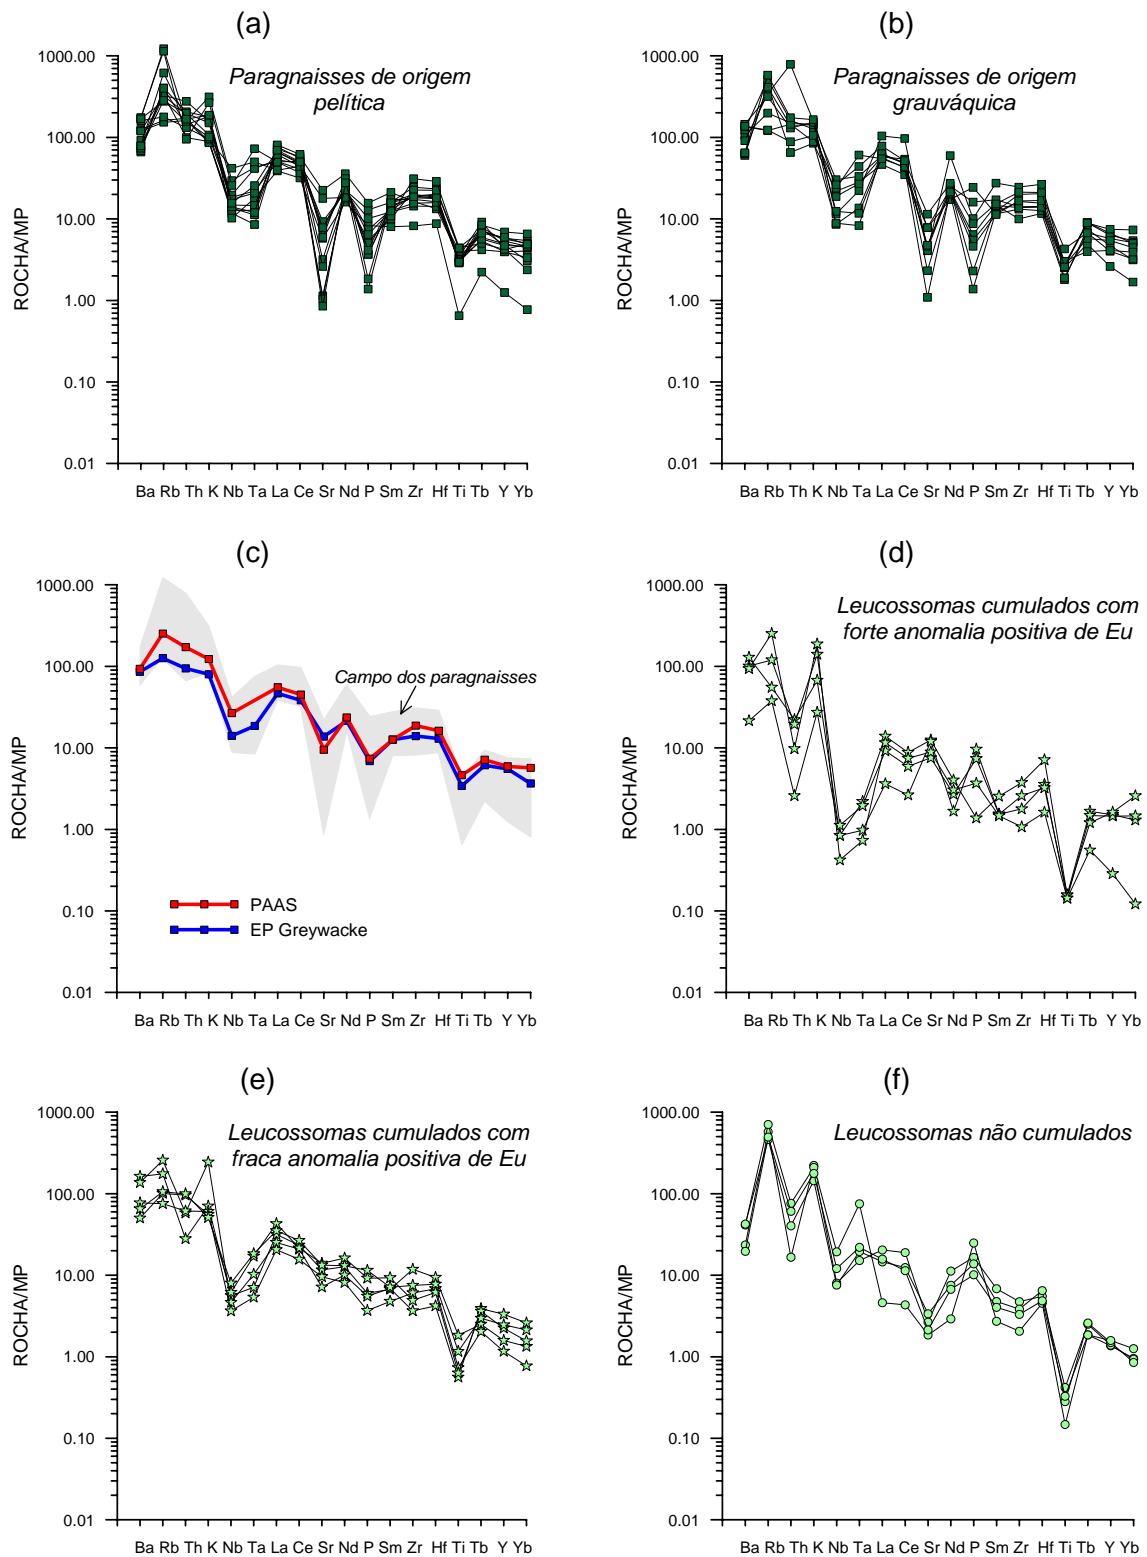 (a)
Paragnaisses de origem
pelítica
1000.00
100.00
10.00
1.00
0.10
0.01
ROCHA/MP
Ba Rb Th K Nb Ta La Ce Sr Nd P Sm Zr Hf Ti Tb Y Yb
(b)
Paragnaisses de origem
grauváquica
1000.00
100.00
10.00
1.00
0.10
0.01
ROCHA/MP
Ba Rb Th K Nb Ta La Ce Sr Nd P Sm Zr Hf Ti Tb Y Yb
(c)
1000.00
100.00
10.00
1.00
0.10
0.01
ROCHA/MP
Campo dos paragnaisses
PAAS
EP Greywacke
Ba Rb Th K Nb Ta La Ce Sr Nd P Sm Zr Hf Ti Tb Y Yb
(d)
Leucossomas cumulados com
forte anomalia positiva de Eu
1000.00
100.00
10.00
1.00
0.10
0.01
ROCHA/MP
Ba Rb Th K Nb Ta La Ce Sr Nd P Sm Zr Hf Ti Tb Y Yb
(e)
Leucossomas cumulados com
fraca anomalia positiva de Eu
1000.00
100.00
10.00
1.00
0.10
0.01
ROCHA/MP
Ba Rb Th K Nb Ta La Ce Sr Nd P Sm Zr Hf Ti Tb Y Yb
(f)
Leucossomas não cumulados
1000.00
100.00
10.00
1.00
0.10
0.01
ROCHA/MP
Ba Rb Th K Nb Ta La Ce Sr Nd P Sm Zr Hf Ti Tb Y Yb